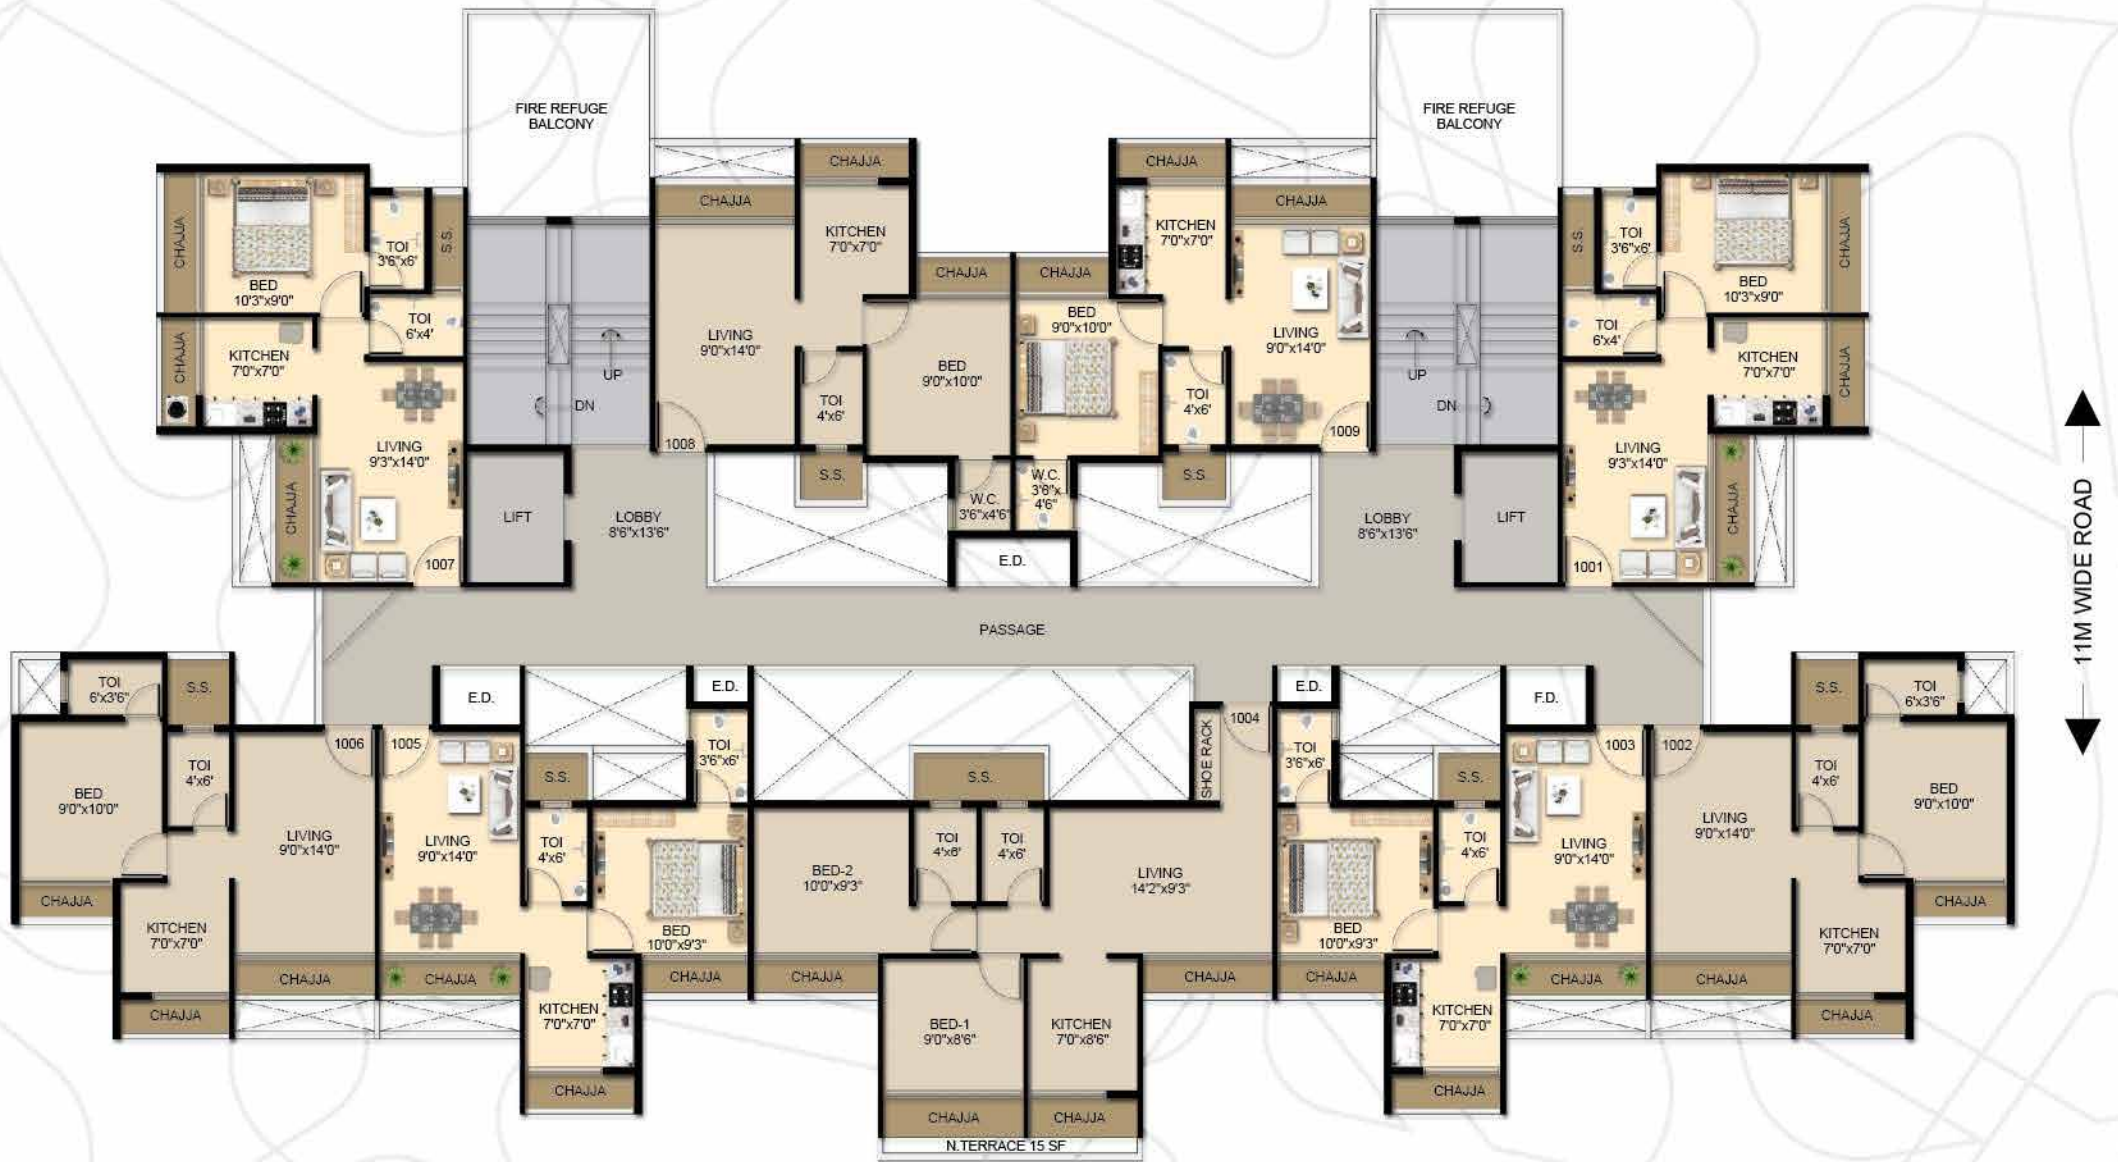 FIRE REFUGE
BALCONY
FIRE REFUGE
BALCONY
CHAJJA
BED
10'3"x9'0"
TOI
3'6"x6'
S.S.
TOI
6'x4'
CHAJJA
KITCHEN
7'0"x7'0"
LIVING
9'3"x14'0"
CHAJJA
1007
UP
DN
LIFT
LOBBY
8'6"x13'6"
CHAJJA
CHAJJA
KITCHEN
7'0"x7'0"
LIVING
9'0"x14'0"
1008
TOI
4'x6'
S.S.
CHAJJA
BED
9'0"x10'0"
W.C.
3'6"x4'6"
CHAJJA
BED
9'0"x10'0"
W.C.
3'6"x
4'6"
E.D.
CHAJJA
KITCHEN
7'0"x7'0"
CHAJJA
LIVING
9'0"x14'0"
TOI
4'x6'
S.S.
1009
UP
DN
LOBBY
8'6"x13'6"
LIFT
S.S.
TOI
3'6"x6'
BED
10'3"x9'0"
CHAJJA
TOI
6'x4'
KITCHEN
7'0"x7'0"
CHAJJA
LIVING
9'3"x14'0"
CHAJJA
1001
11M WIDE ROAD
PASSAGE
TOI
6'x3'6"
S.S.
BED
9'0"x10'0"
TOI
4'x6'
CHAJJA
KITCHEN
7'0"x7'0"
CHAJJA
1006
LIVING
9'0"x14'0"
CHAJJA
1005
E.D.
LIVING
9'0"x14'0"
CHAJJA
S.S.
TOI
4'x6'
KITCHEN
7'0"x7'0"
CHAJJA
E.D.
TOI
3'6"x6'
BED
10'0"x9'3"
CHAJJA
BED-2
10'0"x9'3"
CHAJJA
S.S.
TOI
4'x6'
TOI
4'x6'
BED-1
9'0"x8'6"
CHAJJA
KITCHEN
7'0"x8'6"
CHAJJA
N.TERRACE 15 SF
SHOE RACK
1004
LIVING
14'2"x9'3"
CHAJJA
E.D.
TOI
3'6"x6'
BED
10'0"x9'3"
CHAJJA
S.S.
TOI
4'x6'
KITCHEN
7'0"x7'0"
CHAJJA
F.D.
1003
LIVING
9'0"x14'0"
CHAJJA
1002
LIVING
9'0"x14'0"
CHAJJA
S.S.
TOI
6'x3'6"
TOI
4'x6'
BED
9'0"x10'0"
CHAJJA
KITCHEN
7'0"x7'0"
CHAJJA